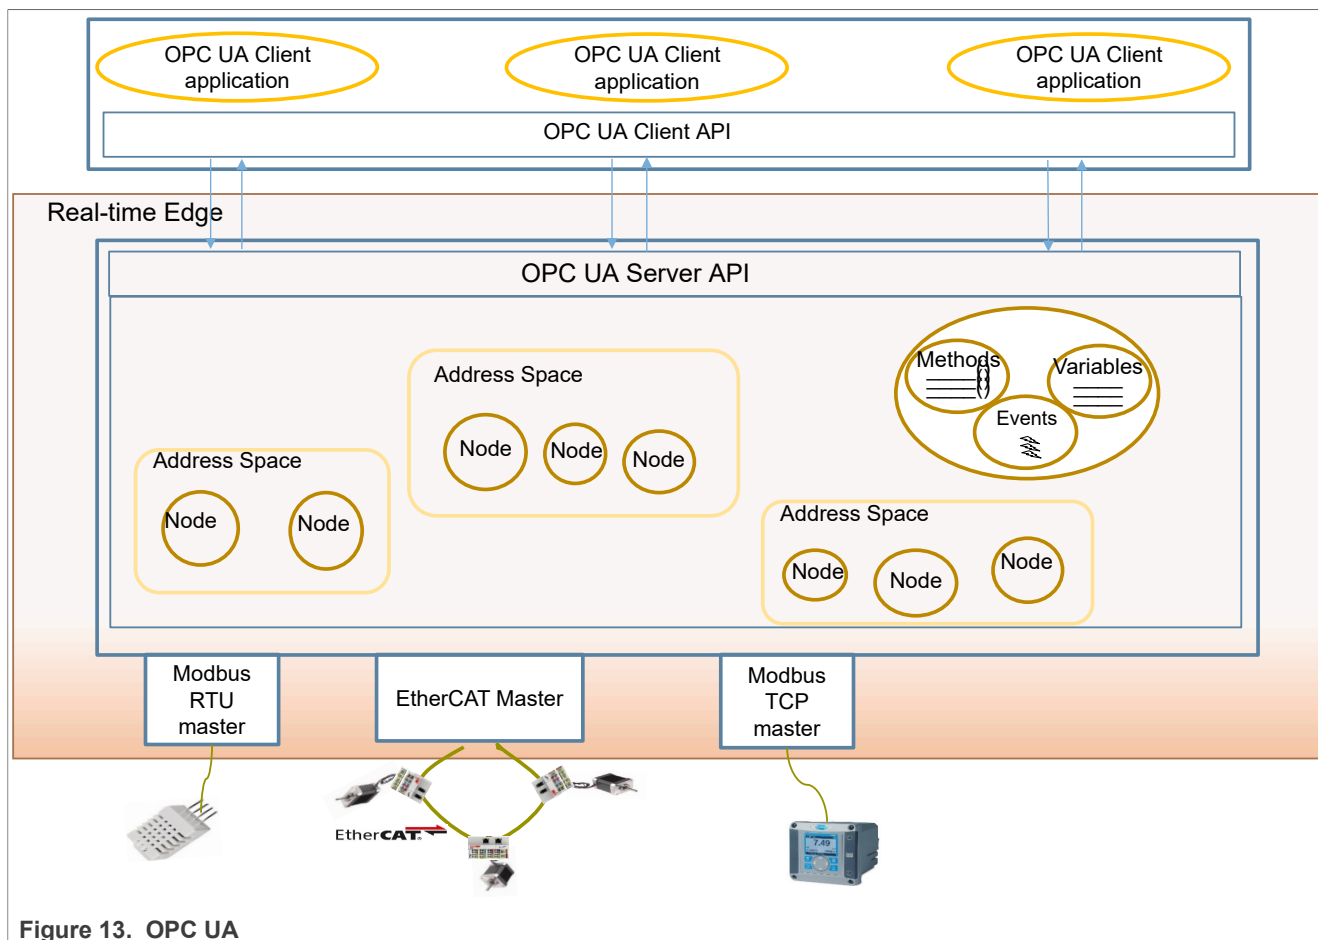 OPC UA Client
application
OPC UA Client
application
OPC UA Client
application
OPC UA Client API
Real-time Edge
OPC UA Server API
Methods
()
()
()
Variables
Events
Address Space
Node
Node
Node
Address Space
Node
Node
Address Space
Node
Node
Node
Modbus
RTU
master
EtherCAT Master
Modbus
TCP
master
EtherCAT®
7.49
Figure 13. OPC UA